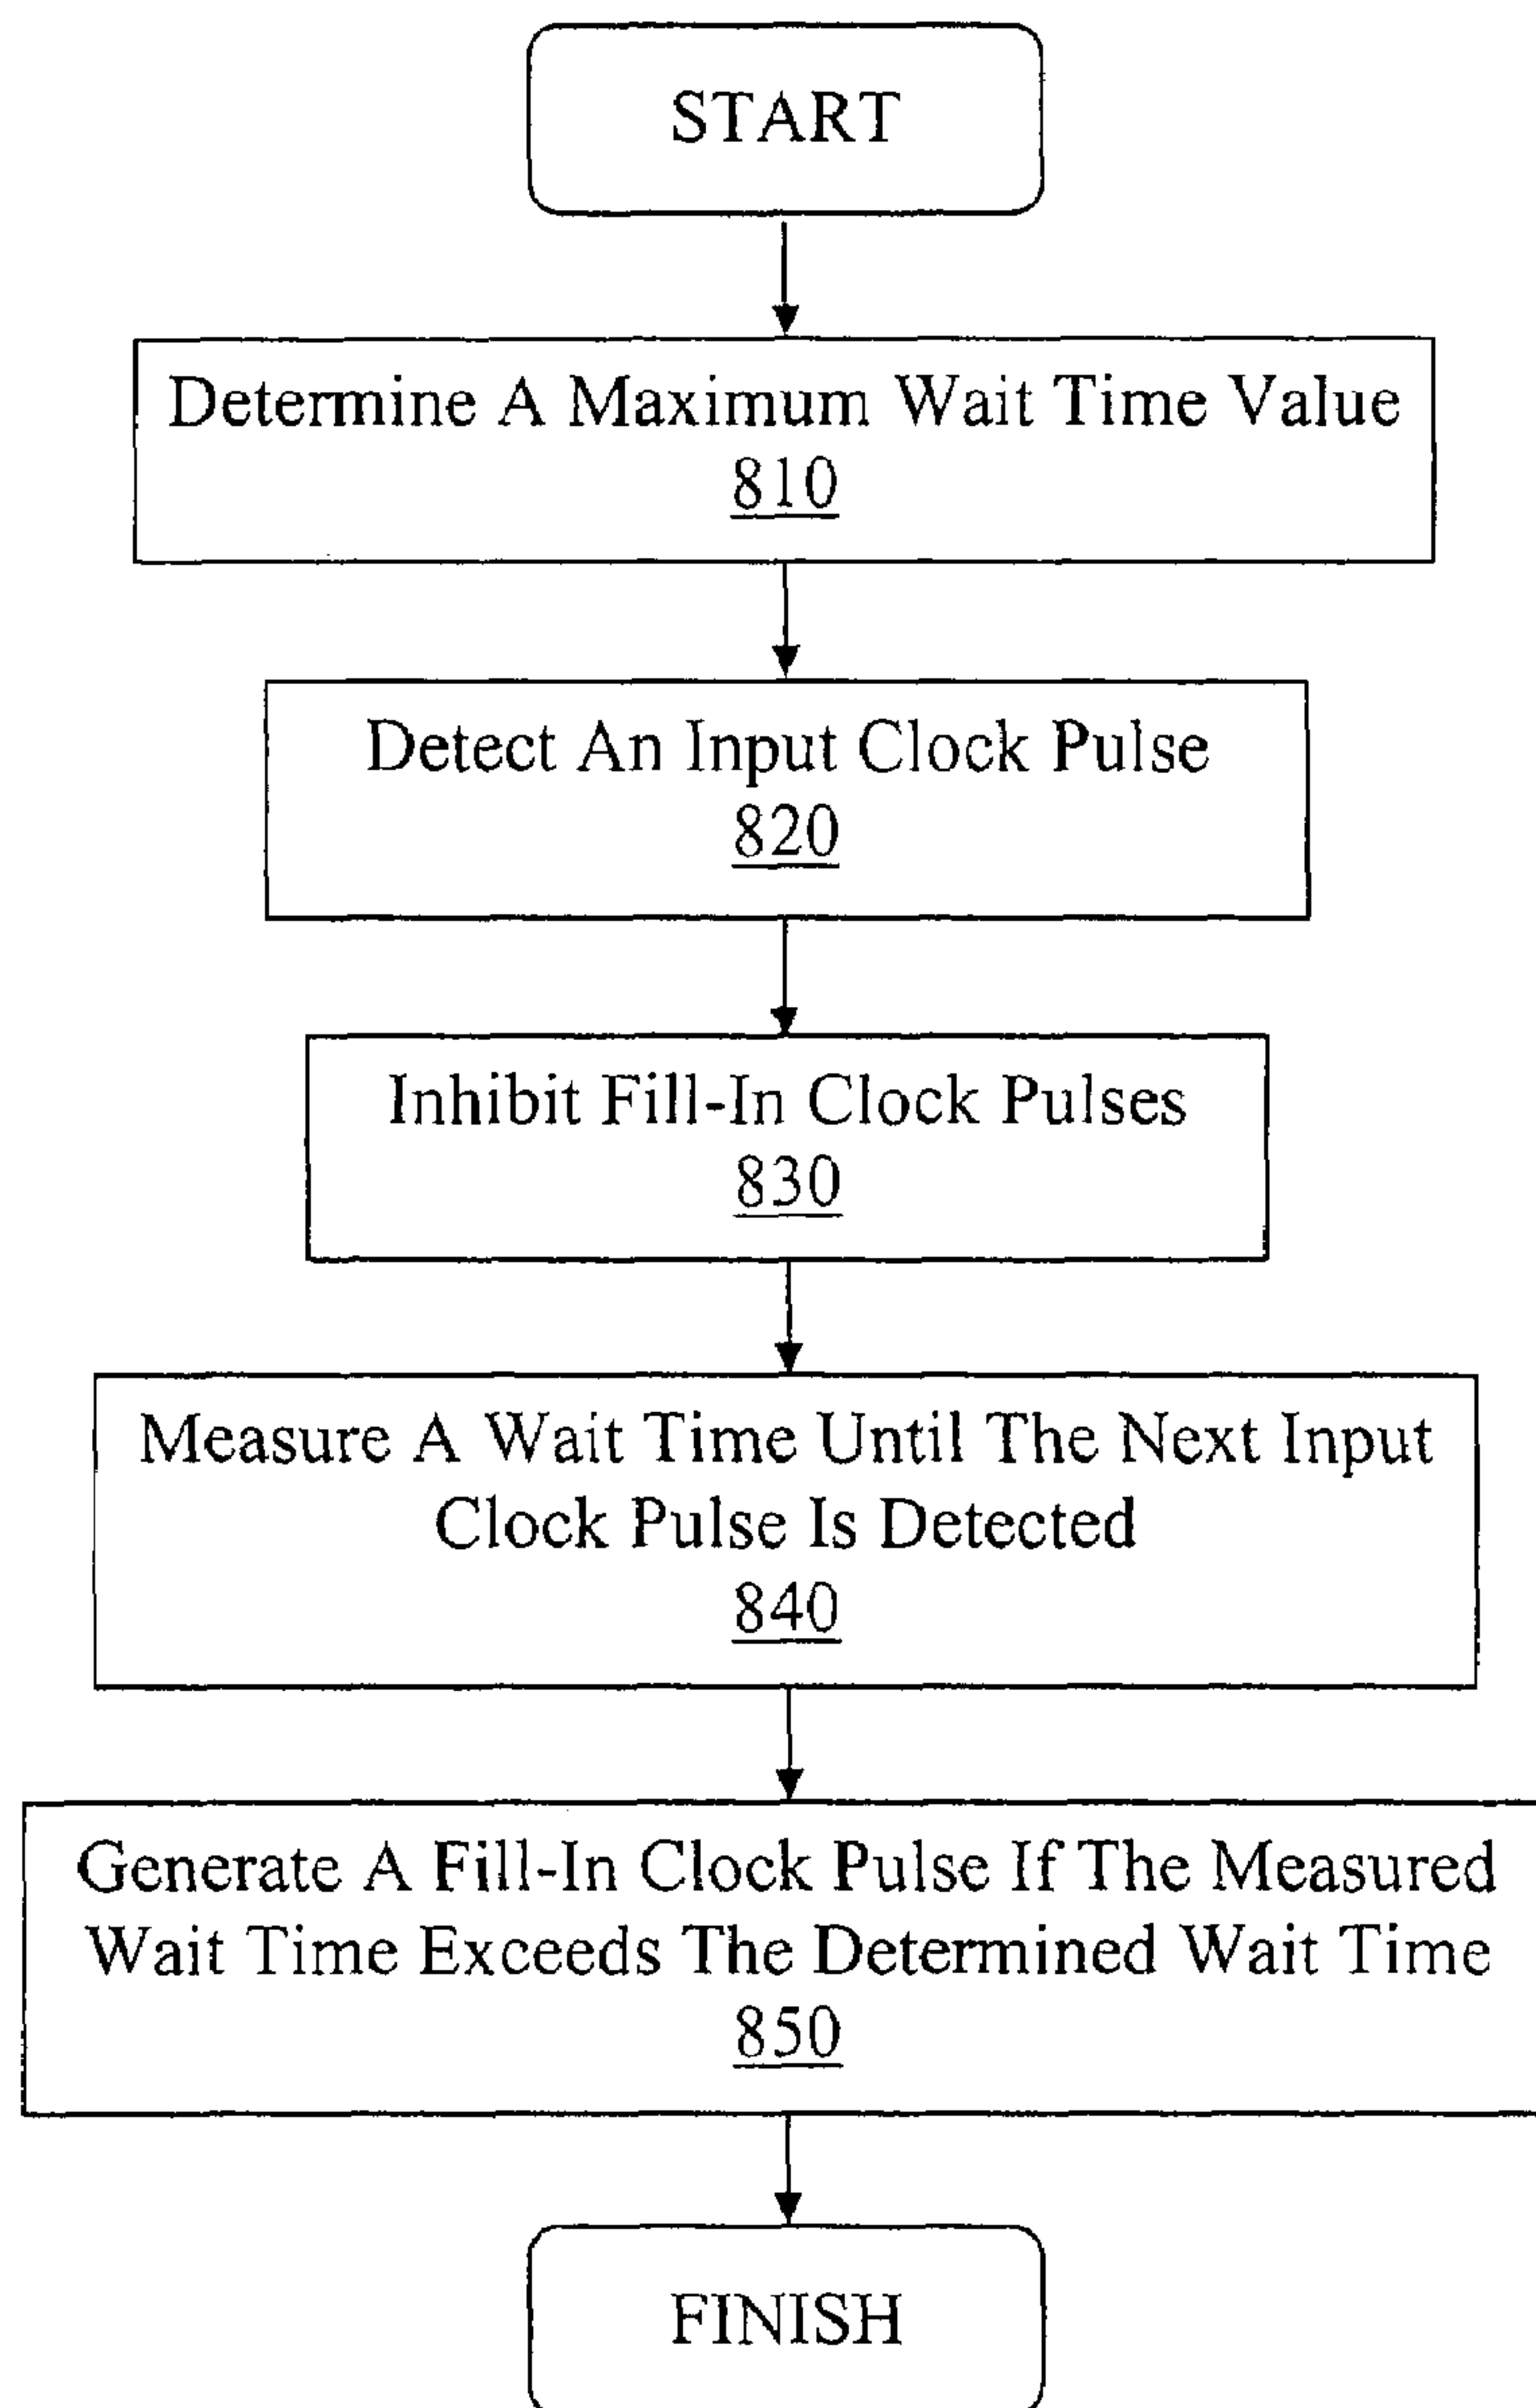 START
Determine A Maximum Wait Time Value
810
Detect An Input Clock Pulse
820
Inhibit Fill-In Clock Pulses
830
Measure A Wait Time Until The Next Input
Clock Pulse Is Detected
840
Generate A Fill-In Clock Pulse If The Measured
Wait Time Exceeds The Determined Wait Time
850
FINISH